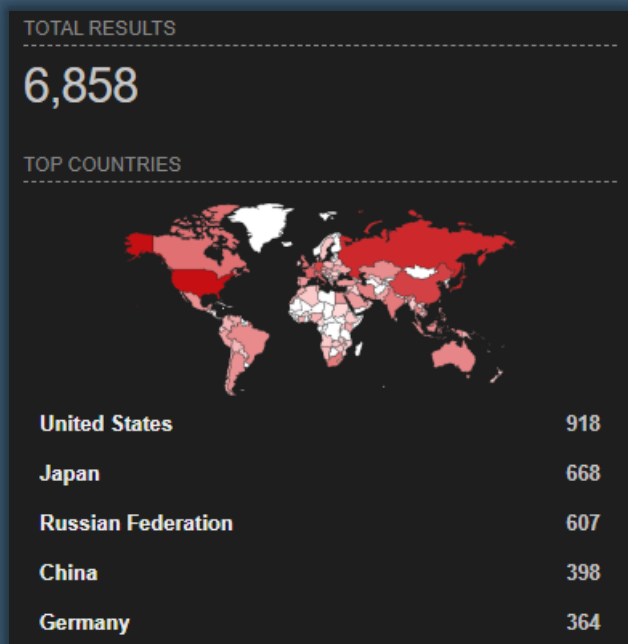 TOTAL RESULTS
6,858
TOP COUNTRIES
United States 918
Japan 668
Russian Federation 607
China 398
Germany 364